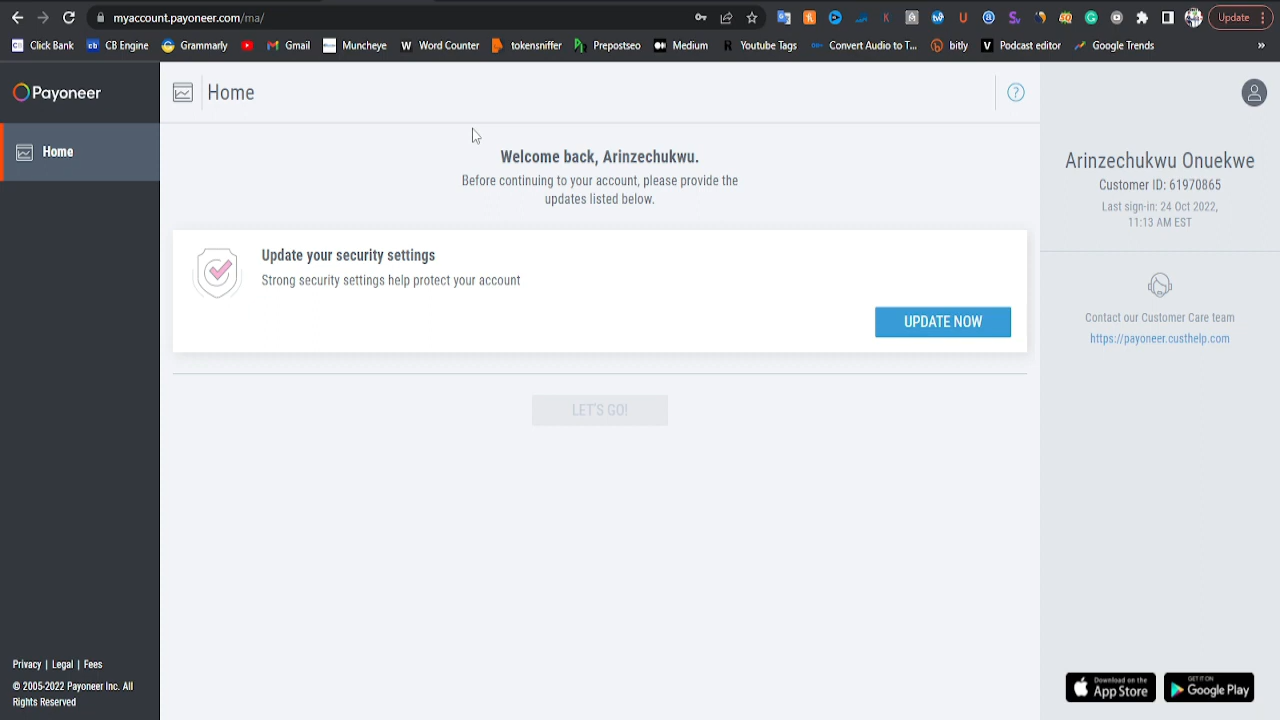 myaccount.payoneer.com/ma/
Update
Click Bank
CB Engine
Grammarly
Gmail
Muncheye
Word Counter
tokensniffer
Prepostseo
Medium
Youtube Tags
Convert Audio to T...
bitly
Podcast editor
Google Trends
»
Payoneer
Home
Home
?
Welcome back, Arinzechukwu.
Before continuing to your account, please provide the
updates listed below.
Update your security settings
Strong security settings help protect your account
UPDATE NOW
LET'S GO!
Arinzechukwu Onuekwe
Customer ID: 61970865
Last sign-in: 24 Oct 2022,
11:13 AM EST
Contact our Customer Care team
https://payoneer.custhelp.com
Privacy | Legal | Fees
© 2005-2022 Payoneer Inc. All
Rights Reserved
Download on the
App Store
GET IT ON
Google Play